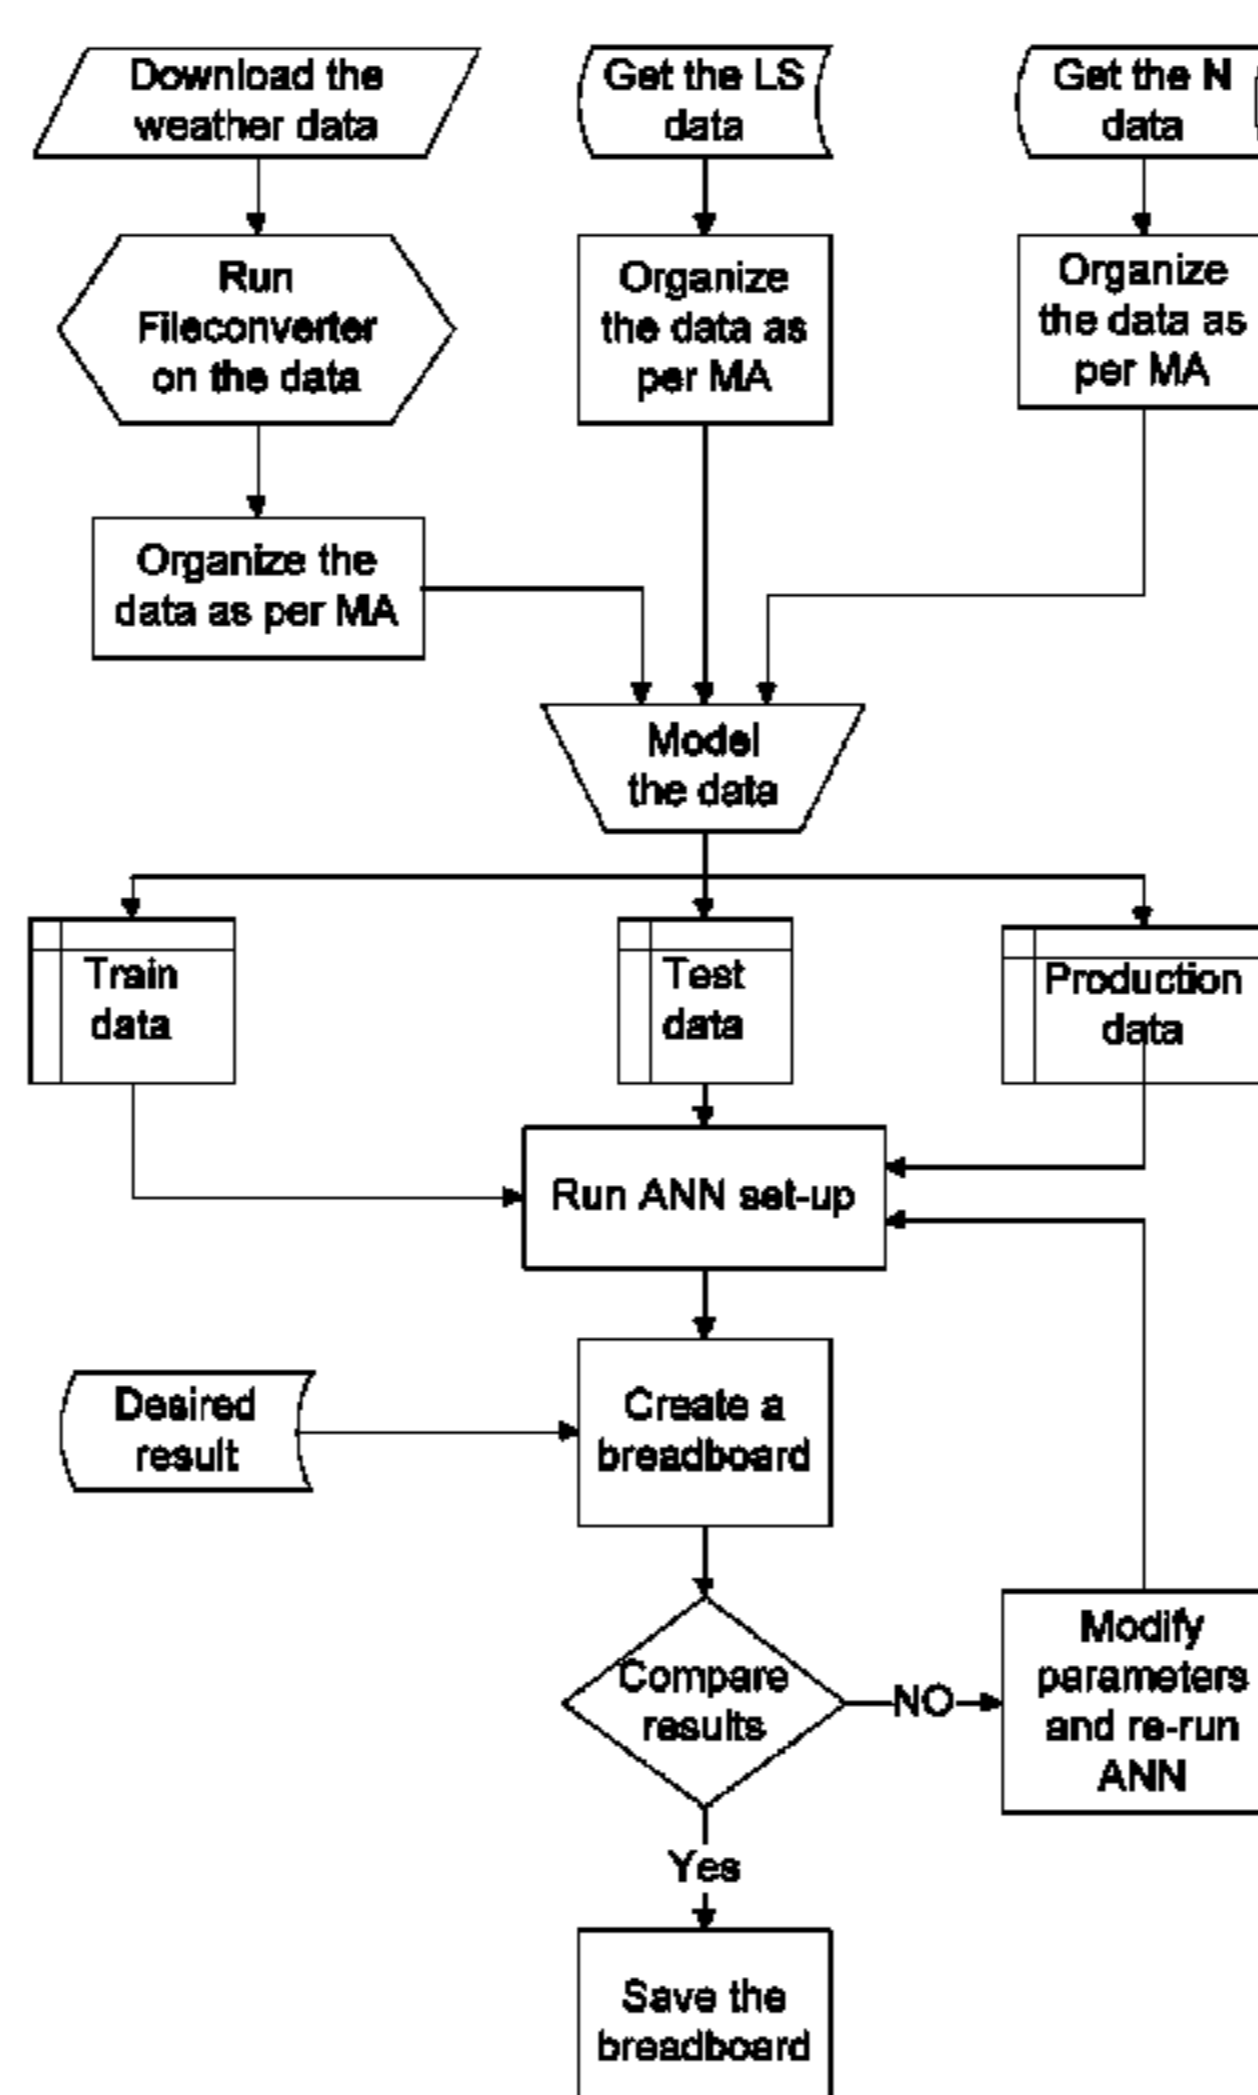 Download the
weather data
Get the LS
data
Get the N
data
Run
Fileconverter
on the data
Organize
the data as
per MA
Organize
the data as
per MA
Organize the
data as per MA
Model
the data
Train
data
Test
data
Production
data
Run ANN set-up
Desired
result
Create a
breadboard
Compare
results
NO
Modify
parameters
and re-run
ANN
Yes
Save the
breadboard